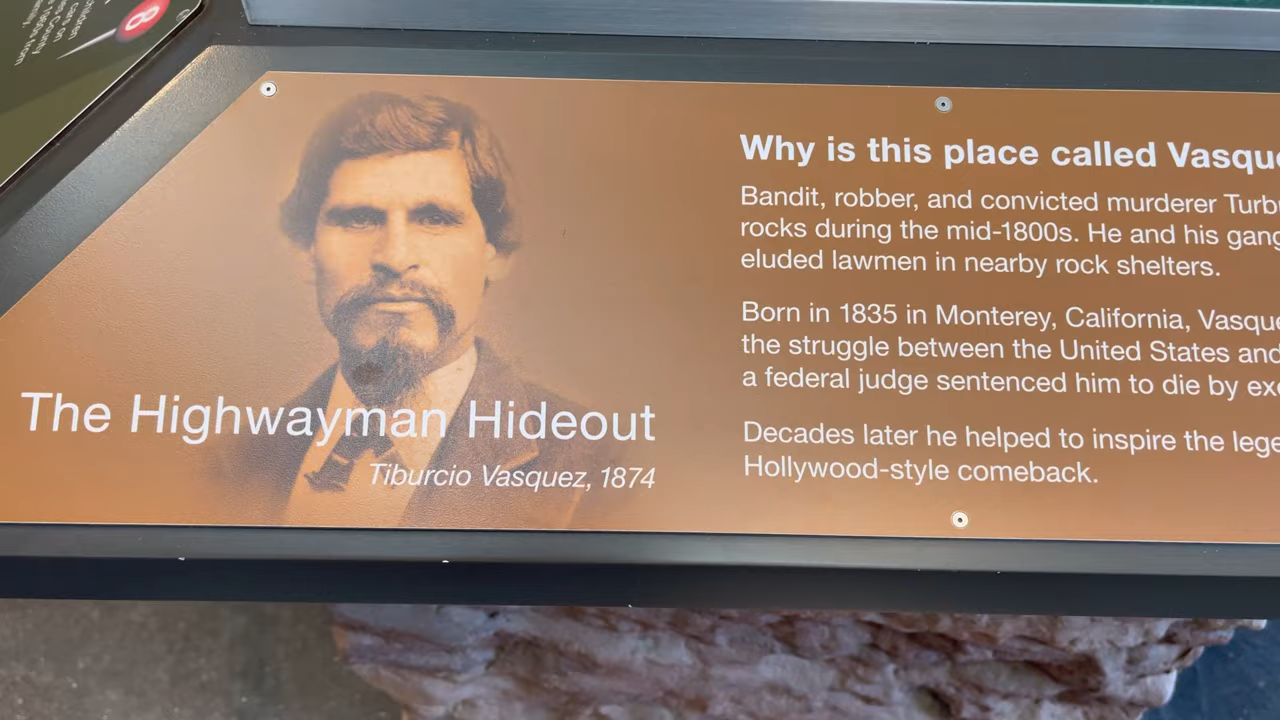 8
The Highwayman Hideout
Tiburcio Vasquez, 1874
Why is this place called
Bandit, robber, and convicted murderer
rocks during the mid-1800s. He and his gang
eluded lawmen in nearby rock shelters.
Born in 1835 in Monterey, California,
the struggle between the United States and
a federal judge sentenced him to die by
Decades later he helped to inspire the
Hollywood-style comeback.